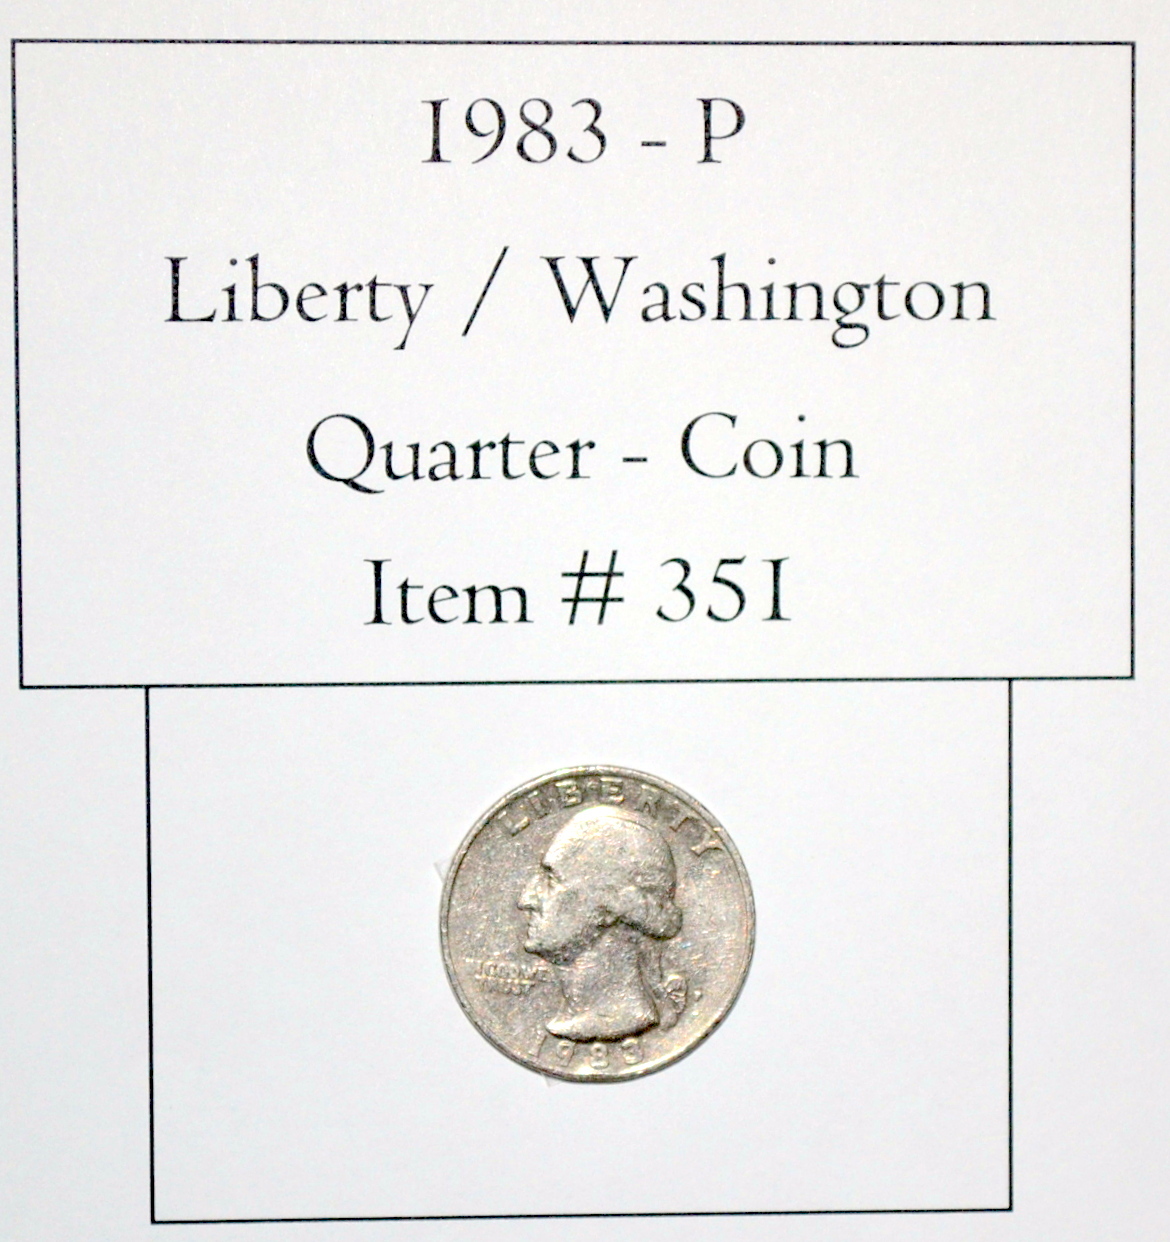 1983 - P
Liberty / Washington
Quarter - Coin
Item # 351
LIBERTY
IN GOD WE
TRUST
P
1983